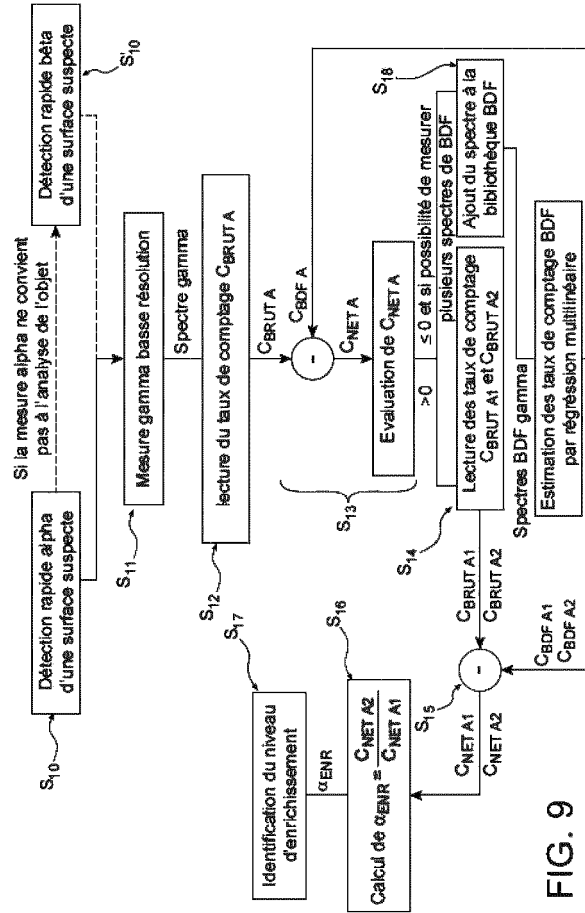 Détection rapide alpha
d'une surface suspecte
S10
Si la mesure alpha ne convient
pas à l'analyse de l'objet
Détection rapide bêta
d'une surface suspecte
S'10
Mesure gamma basse résolution
S11
Spectre gamma
lecture du taux de comptage CBRUT A
S12
CBRUT A
CBDF A
-
CNET A
Evaluation de CNET A
S13
>0
≤ 0 et si possibilité de mesurer
plusieurs spectres de BDF
Lecture des taux de comptage
CBRUT A1 et CBRUT A2
S14
Ajout du spectre à la
bibliothèque BDF
S18
Spectres BDF gamma
Estimation des taux de comptage BDF
par régression multilinéaire
CBRUT A1
CBRUT A2
-
S15
CBDF A1
CBDF A2
CNET A1
CNET A2
Calcul de αENR = CNET A2
CNET A1
S16
αENR
Identification du niveau
d'enrichissement
S17
FIG. 9